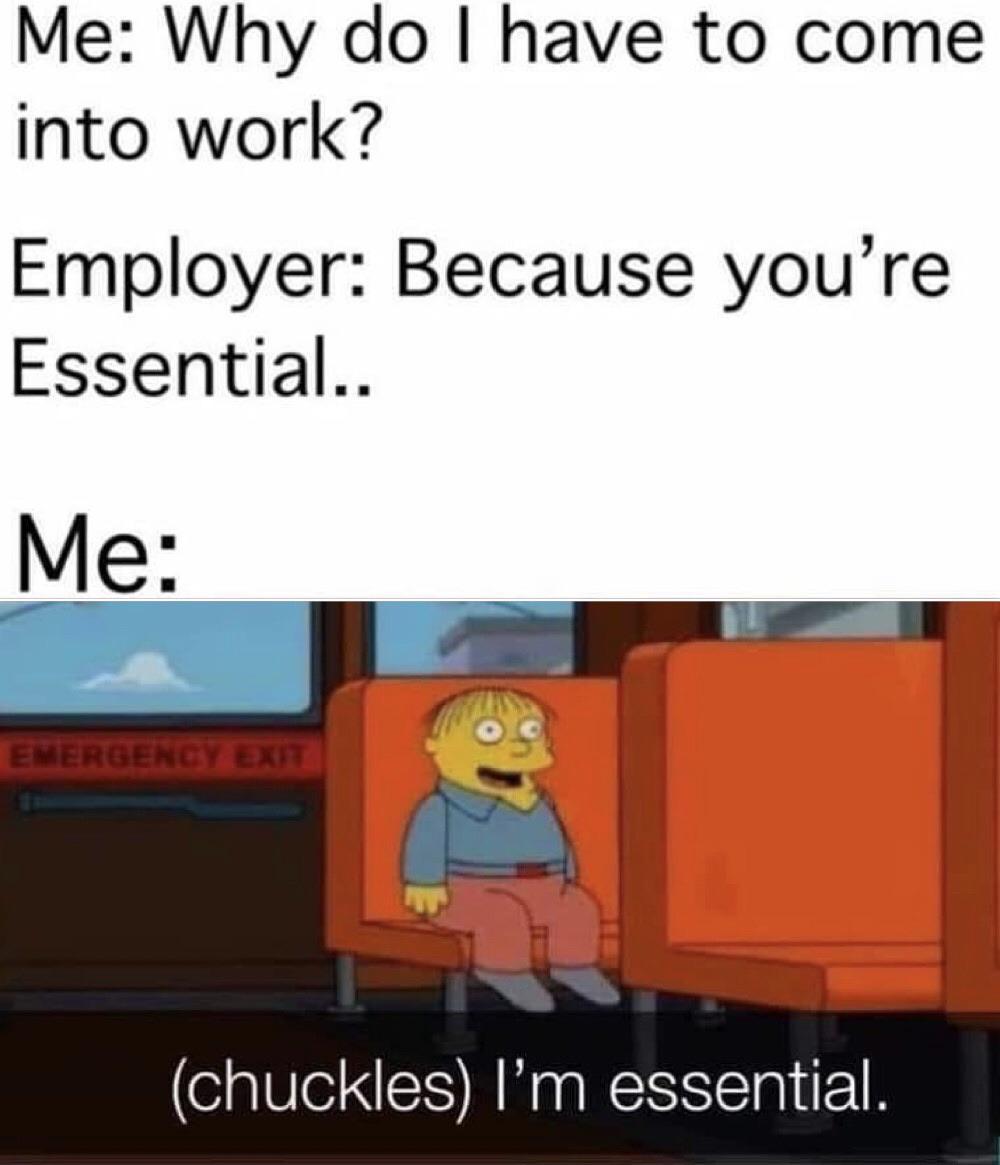 Me: Why do I have to come
into work?
Employer: Because you’re
Essential..
Me:
EMERGENCY EXIT
(chuckles) I’m essential.